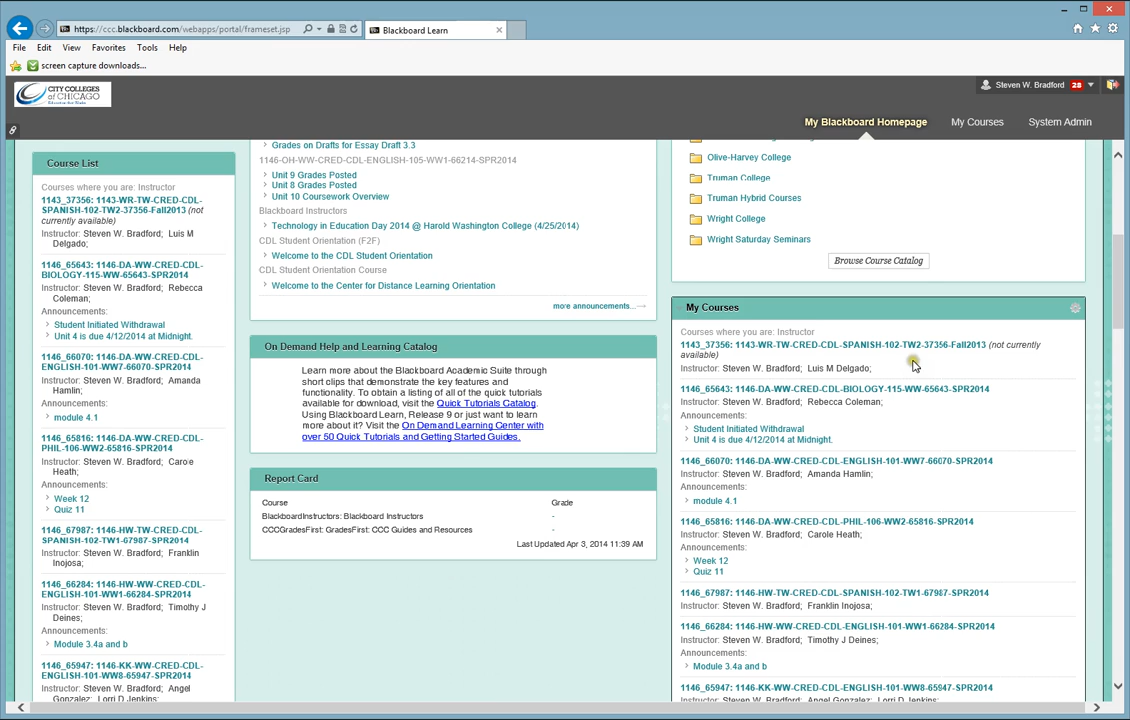 https://ccc.blackboard.com/webapps/portal/frameset.jsp
Blackboard Learn
File Edit View Favorites Tools Help
screen capture downloads...
CITY COLLEGES
of CHICAGO
Steven W. Bradford 28
My Blackboard Homepage My Courses System Admin
Course List
Courses where you are: Instructor
1143_37356: 1143-WR-TW-CRED-CDL-
SPANISH-102-TW2-37356-Fall2013 (not
currently available)
Instructor: Steven W. Bradford; Luis M
Delgado;
1146_65643: 1146-DA-WW-CRED-CDL-
BIOLOGY-115-WW-65643-SPR2014
Instructor: Steven W. Bradford; Rebecca
Coleman;
Announcements:
Student Initiated Withdrawal
Unit 4 is due 4/12/2014 at Midnight.
1146_66070: 1146-DA-WW-CRED-CDL-
ENGLISH-101-WW7-66070-SPR2014
Instructor: Steven W. Bradford; Amanda
Hamlin;
Announcements:
module 4.1
1146_65816: 1146-DA-WW-CRED-CDL-
PHIL-106-WW2-65816-SPR2014
Instructor: Steven W. Bradford; Carole
Heath;
Announcements:
Week 12
Quiz 11
1146_67987: 1146-HW-TW-CRED-CDL-
SPANISH-102-TW1-67987-SPR2014
Instructor: Steven W. Bradford; Franklin
Inojosa;
1146_66284: 1146-HW-WW-CRED-CDL-
ENGLISH-101-WW1-66284-SPR2014
Instructor: Steven W. Bradford; Timothy J
Deines;
Announcements:
Module 3.4a and b
1146_65947: 1146-KK-WW-CRED-CDL-
ENGLISH-101-WW8-65947-SPR2014
Instructor: Steven W. Bradford; Angel
Gonzalez; Lorri D Jenkins;
Grades on Drafts for Essay Draft 3.3
1146-OH-WW-CRED-CDL-ENGLISH-105-WW1-66214-SPR2014
Unit 9 Grades Posted
Unit 8 Grades Posted
Unit 10 Coursework Overview
Blackboard Instructors
Technology in Education Day 2014 @ Harold Washington College (4/25/2014)
CDL Student Orientation (F2F)
Welcome to the CDL Student Orientation
CDL Student Orientation Course
Welcome to the Center for Distance Learning Orientation
more announcements...
On Demand Help and Learning Catalog
Learn more about the Blackboard Academic Suite through
short clips that demonstrate the key features and
functionality. To obtain a listing of all of the quick tutorials
available for download, visit the Quick Tutorials Catalog.
Using Blackboard Learn, Release 9 or just want to learn
more about it? Visit the On Demand Learning Center with
over 50 Quick Tutorials and Getting Started Guides.
Report Card
Course Grade
BlackboardInstructors: Blackboard Instructors -
CCCGradesFirst: GradesFirst: CCC Guides and Resources -
Last Updated Apr 3, 2014 11:39 AM
Olive-Harvey College
Truman College
Truman Hybrid Courses
Wright College
Wright Saturday Seminars
Browse Course Catalog
My Courses
Courses where you are: Instructor
1143_37356: 1143-WR-TW-CRED-CDL-SPANISH-102-TW2-37356-Fall2013 (not currently
available)
Instructor: Steven W. Bradford; Luis M Delgado;
1146_65643: 1146-DA-WW-CRED-CDL-BIOLOGY-115-WW-65643-SPR2014
Instructor: Steven W. Bradford; Rebecca Coleman;
Announcements:
Student Initiated Withdrawal
Unit 4 is due 4/12/2014 at Midnight.
1146_66070: 1146-DA-WW-CRED-CDL-ENGLISH-101-WW7-66070-SPR2014
Instructor: Steven W. Bradford; Amanda Hamlin;
Announcements:
module 4.1
1146_65816: 1146-DA-WW-CRED-CDL-PHIL-106-WW2-65816-SPR2014
Instructor: Steven W. Bradford; Carole Heath;
Announcements:
Week 12
Quiz 11
1146_67987: 1146-HW-TW-CRED-CDL-SPANISH-102-TW1-67987-SPR2014
Instructor: Steven W. Bradford; Franklin Inojosa;
1146_66284: 1146-HW-WW-CRED-CDL-ENGLISH-101-WW1-66284-SPR2014
Instructor: Steven W. Bradford; Timothy J Deines;
Announcements:
Module 3.4a and b
1146_65947: 1146-KK-WW-CRED-CDL-ENGLISH-101-WW8-65947-SPR2014
Instructor: Steven W. Bradford; Angel Gonzalez; Lorri D Jenkins;